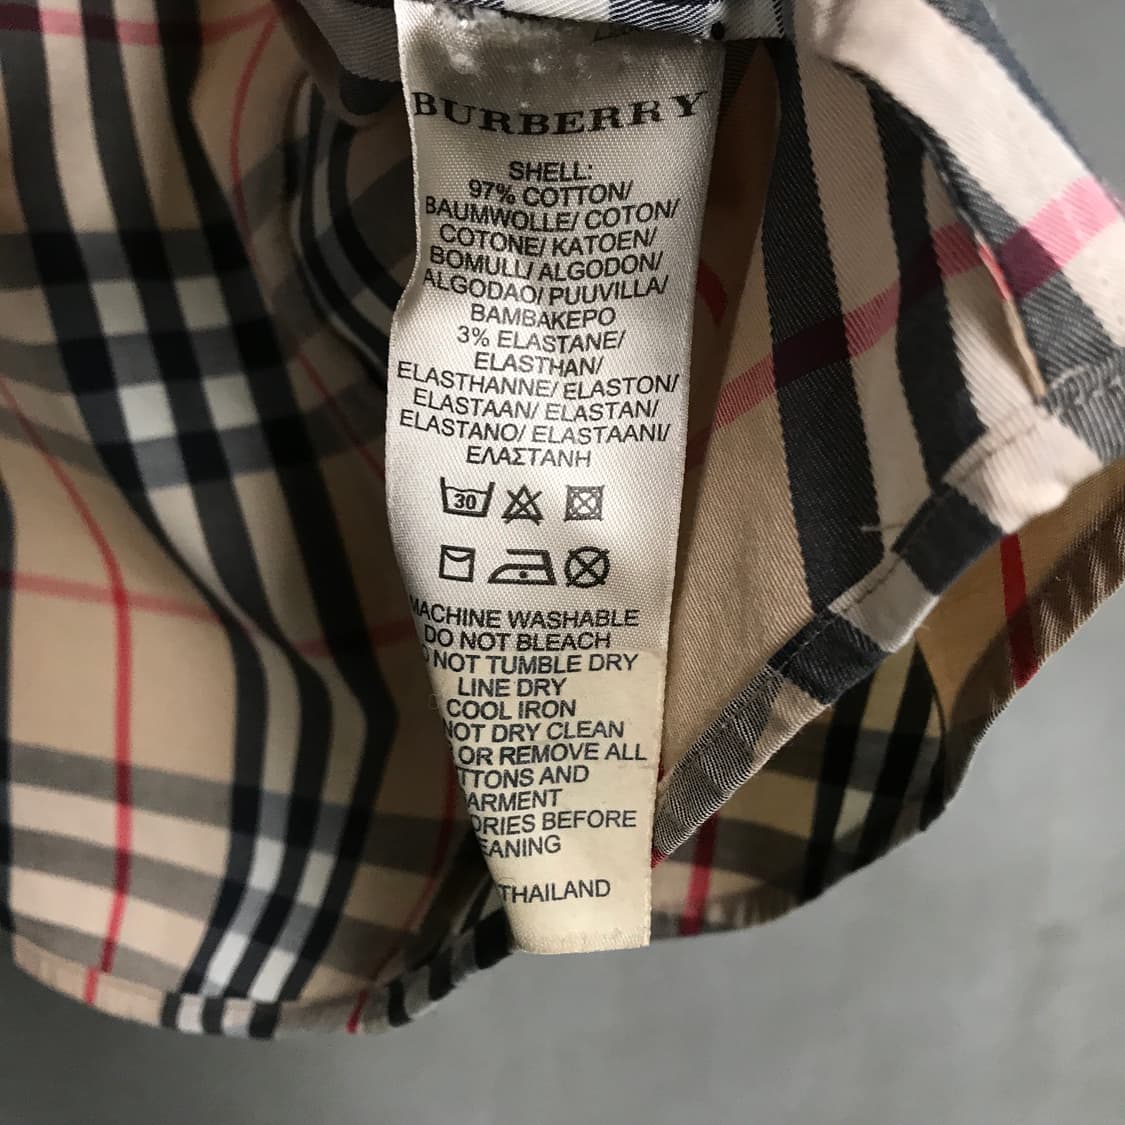 BURBERRY
SHELL:
97% COTTON/
BAUMWOLLE/ COTON/
COTONE/ KATOEN/
BOMULL/ ALGODON/
ALGODAO/ PUUVILLA/
BAMBAKEPO
3% ELASTANE/
ELASTHAN/
ELASTHANNE/ ELASTON/
ELASTAAN/ ELASTAN/
ELASTANO/ ELASTAANI/
ΕΛΑΣΤΑΝΗ
30
MACHINE WASHABLE
DO NOT BLEACH
NOT TUMBLE DRY
LINE DRY
COOL IRON
NOT DRY CLEAN
OR REMOVE ALL
TTONS AND
ARMENT
ORIES BEFORE
EANING
THAILAND